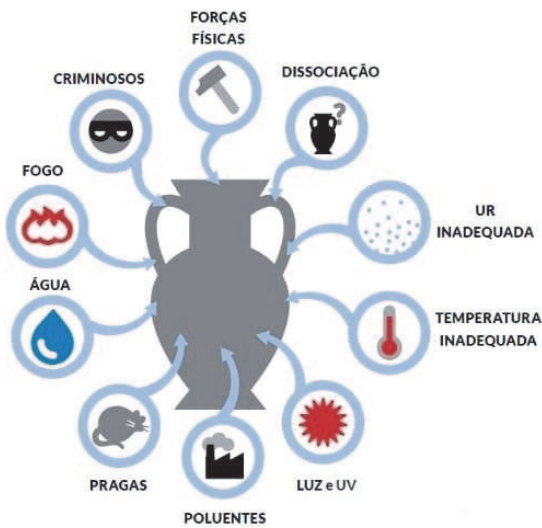 FORÇAS
FÍSICAS
DISSOCIAÇÃO
CRIMINOSOS
?
FOGO
UR
INADEQUADA
ÁGUA
TEMPERATURA
INADEQUADA
PRAGAS
LUZ e UV
POLUENTES